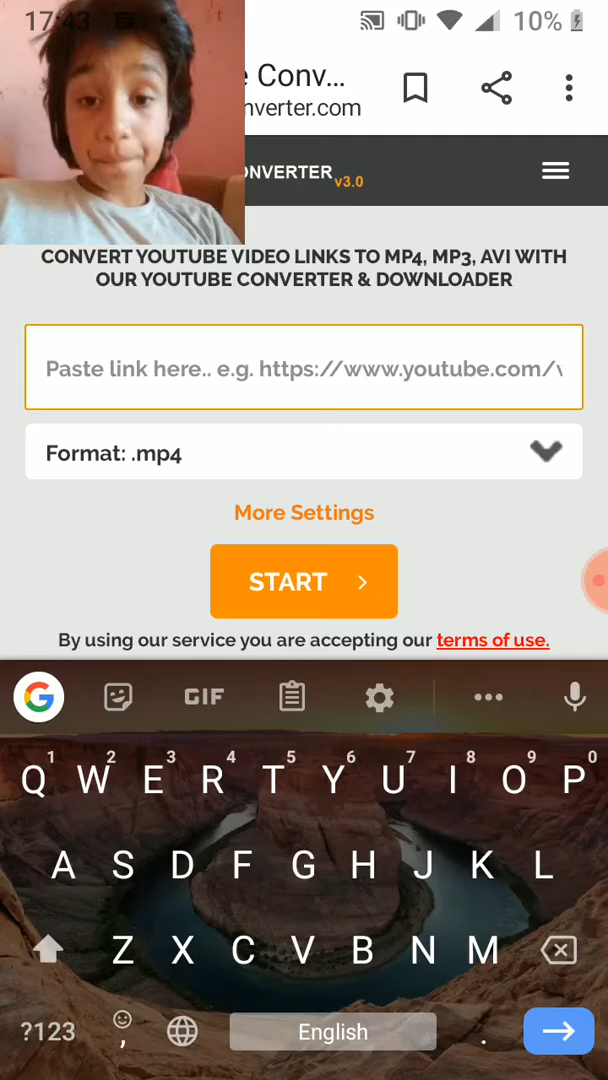 17:43
10%
e Conv...
nverter.com
ONVERTER v3.0
CONVERT YOUTUBE VIDEO LINKS TO MP4, MP3, AVI WITH
OUR YOUTUBE CONVERTER & DOWNLOADER
Paste link here.. e.g. https://www.youtube.com/
Format: .mp4
More Settings
START
By using our service you are accepting our terms of use.
G GIF
1 2 3 4 5 6 7 8 9 0
Q W E R T Y U I O P
A S D F G H J K L
Z X C V B N M
?123 , English .